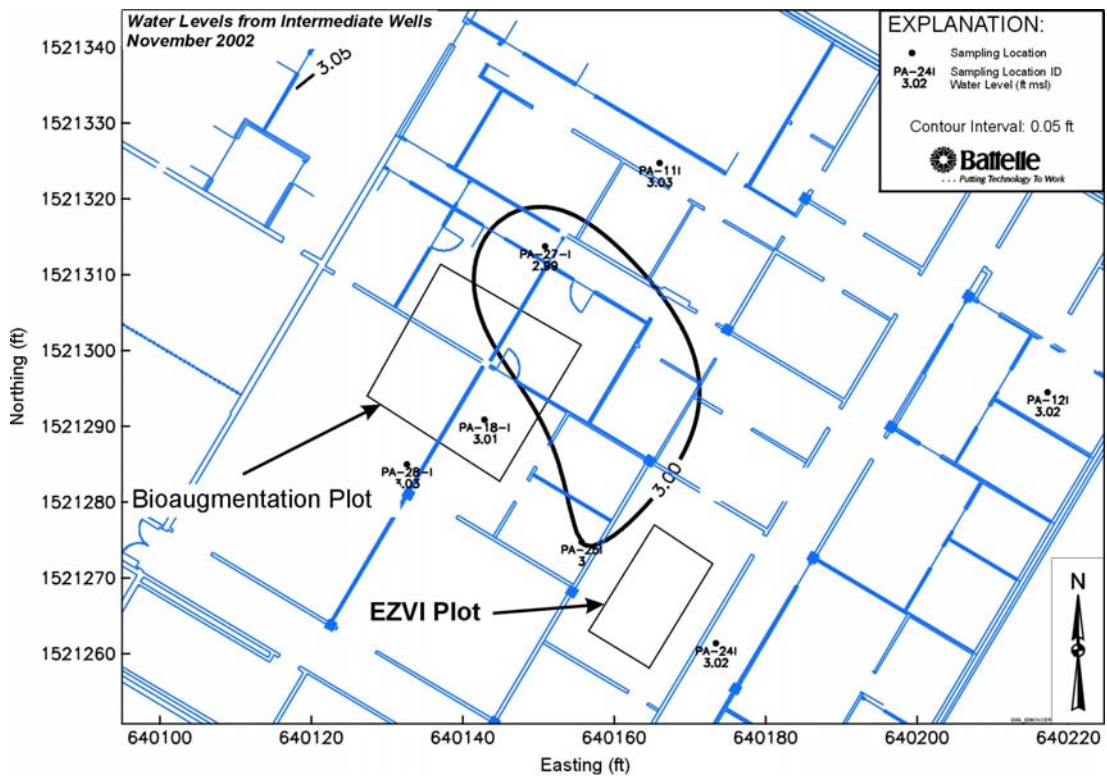 Water Levels from Intermediate Wells
November 2002
EXPLANATION:
Sampling Location
PA-24I
3.02
Sampling Location ID
Water Level (ft msl)
Contour Interval: 0.05 ft
Battelle
... Putting Technology To Work
3.05
PA-11I
3.03
PA-27-I
2.99
PA-12I
3.02
PA-18-I
3.01
PA-28-I
3.03
Bioaugmentation Plot
3.00
PA-25I
3
EZVI Plot
PA-24I
3.02
N
Northing (ft)
1521340
1521330
1521320
1521310
1521300
1521290
1521280
1521270
1521260
640100
640120
640140
640160
640180
640200
640220
Easting (ft)